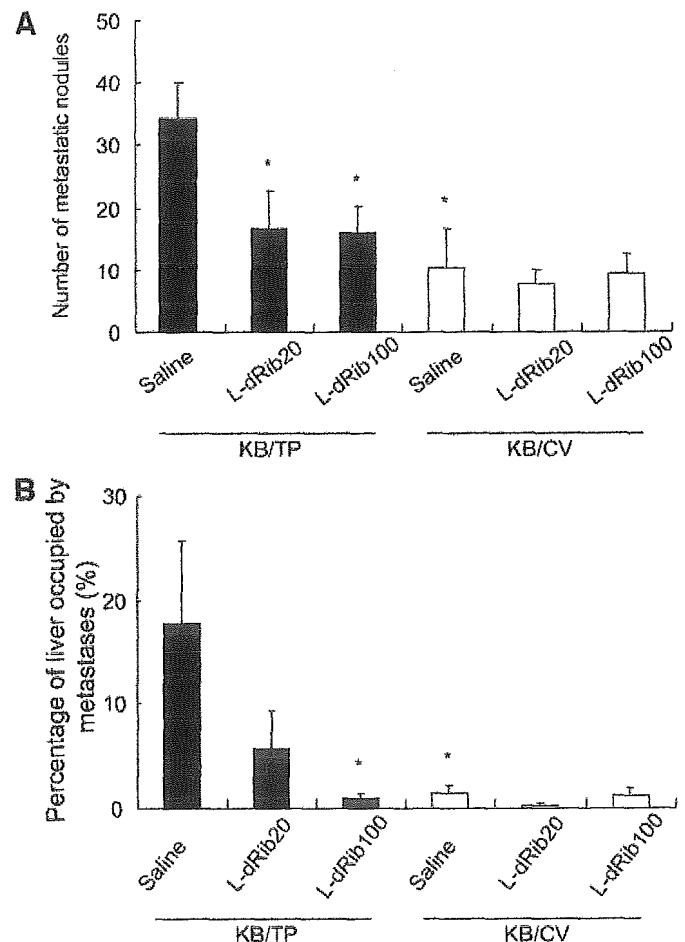 A
Number of metastatic nodules
50
40
30
20
10
0
* * *
Saline L-dRib20 L-dRib100 Saline L-dRib20 L-dRib100
KB/TP KB/CV
B
Percentage of liver occupied by
metastases (%)
30
20
10
0
* *
Saline L-dRib20 L-dRib100 Saline L-dRib20 L-dRib100
KB/TP KB/CV